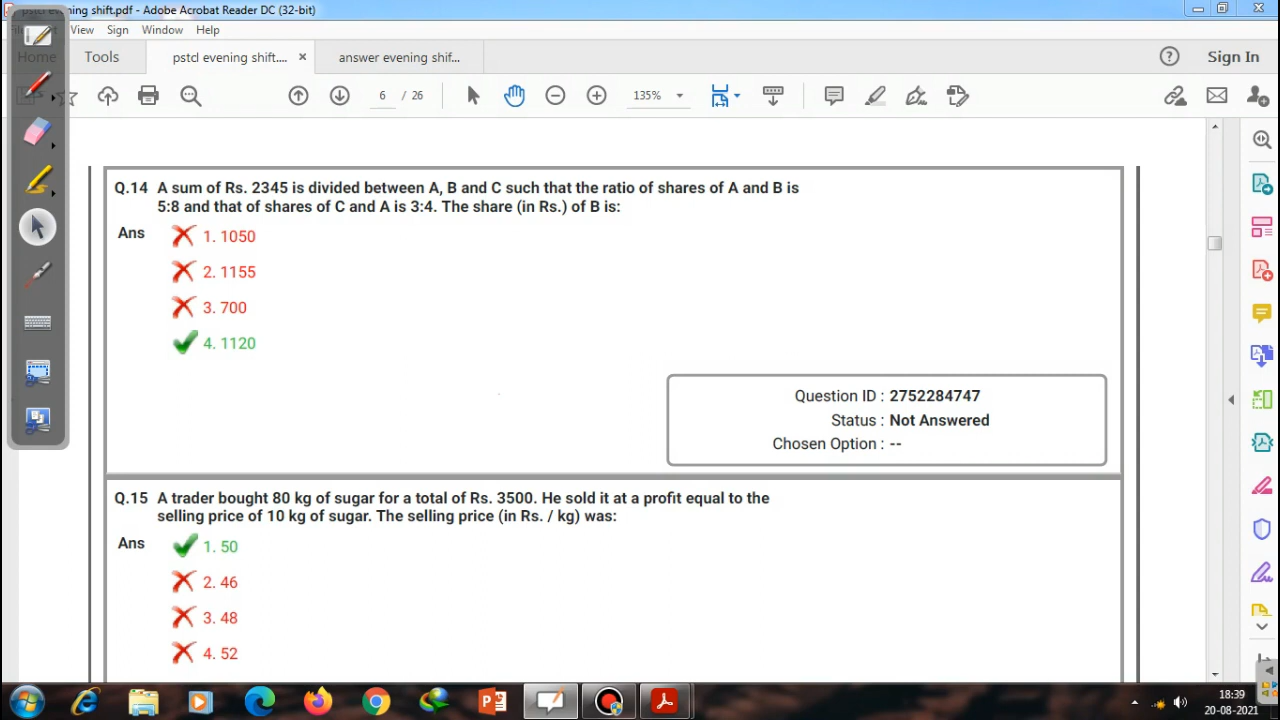 pstcl evening shift.pdf - Adobe Acrobat Reader DC (32-bit)
View Sign Window Help
Home Tools pstcl evening shift.... × answer evening shif... Sign In
6 / 26 135%
Q.14 A sum of Rs. 2345 is divided between A, B and C such that the ratio of shares of A and B is
5:8 and that of shares of C and A is 3:4. The share (in Rs.) of B is:
Ans 1. 1050
2. 1155
3. 700
4. 1120
Question ID : 2752284747
Status : Not Answered
Chosen Option : --
Q.15 A trader bought 80 kg of sugar for a total of Rs. 3500. He sold it at a profit equal to the
selling price of 10 kg of sugar. The selling price (in Rs. / kg) was:
Ans 1. 50
2. 46
3. 48
4. 52
18:39
20-08-2021